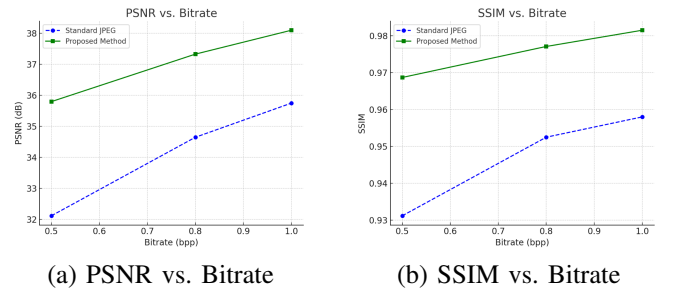 PSNR vs. Bitrate
Standard JPEG
Proposed Method
38
37
36
35
34
33
32
PSNR (dB)
0.5 0.6 0.7 0.8 0.9 1.0
Bitrate (bpp)
(a) PSNR vs. Bitrate
SSIM vs. Bitrate
Standard JPEG
Proposed Method
0.98
0.97
0.96
0.95
0.94
0.93
SSIM
0.5 0.6 0.7 0.8 0.9 1.0
Bitrate (bpp)
(b) SSIM vs. Bitrate